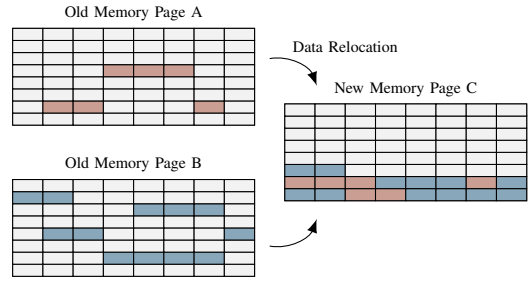 Old Memory Page A
Data Relocation
New Memory Page C
Old Memory Page B